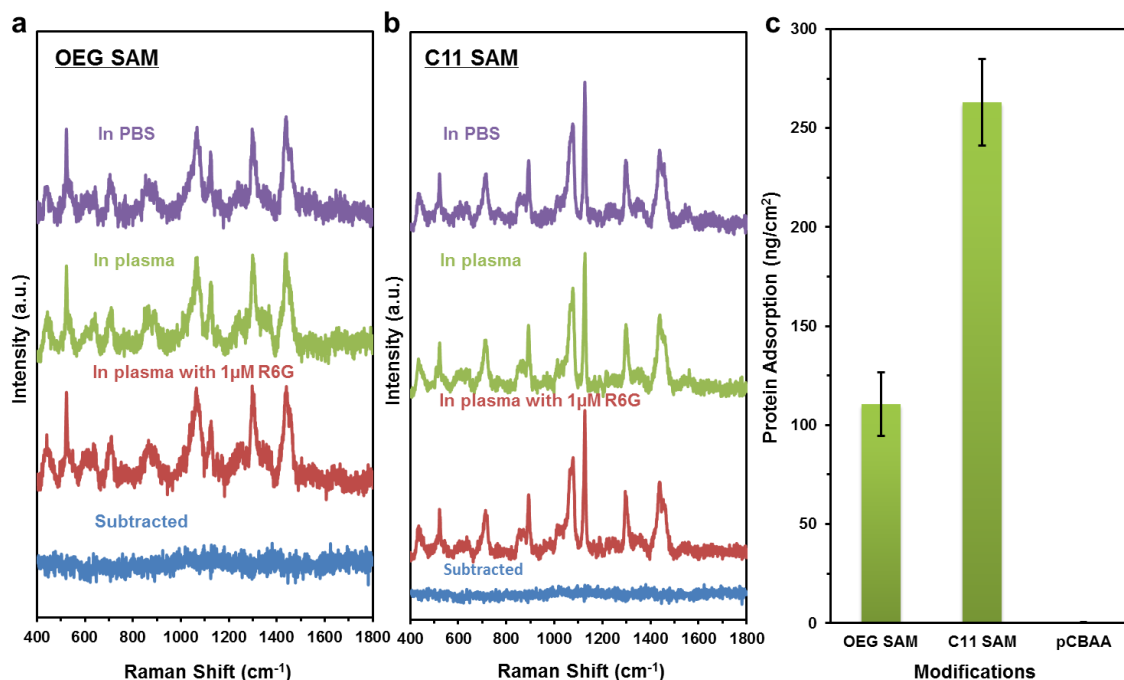 a
OEG SAM
In PBS
In plasma
In plasma with 1µM R6G
Subtracted
Intensity (a.u.)
400 600 800 1000 1200 1400 1600 1800
Raman Shift (cm⁻¹)
b
C11 SAM
In PBS
In plasma
In plasma with 1µM R6G
Subtracted
Intensity (a.u.)
400 600 800 1000 1200 1400 1600 1800
Raman Shift (cm⁻¹)
c
300
250
200
150
100
50
0
Protein Adsorption (ng/cm²)
OEG SAM C11 SAM pCBAA
Modifications